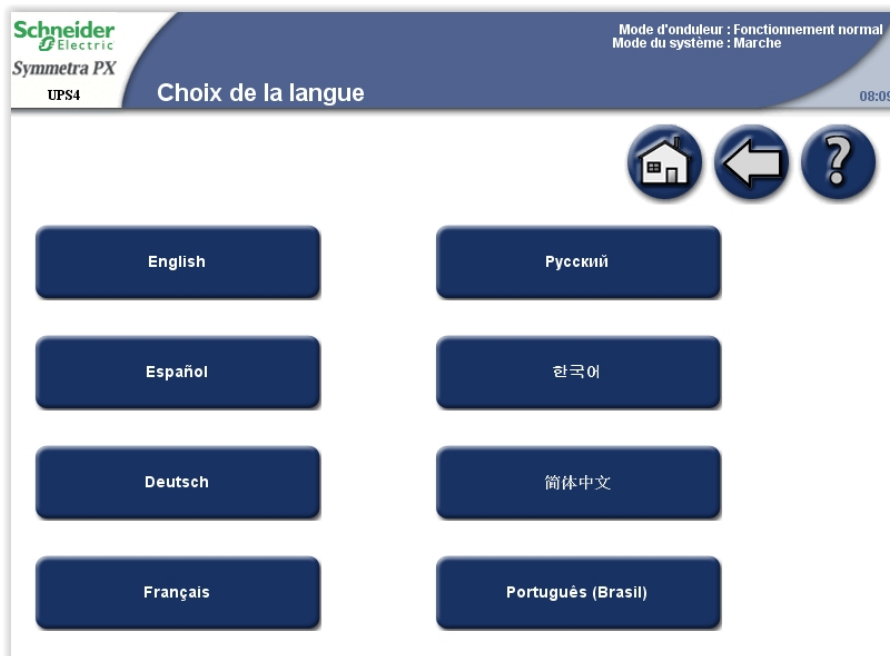 Schneider
Electric
Symmetra PX
UPS4
Choix de la langue
Mode d'onduleur : Fonctionnement normal
Mode du système : Marche
08:09
?
English
Русский
Español
한국어
Deutsch
简体中文
Français
Português (Brasil)